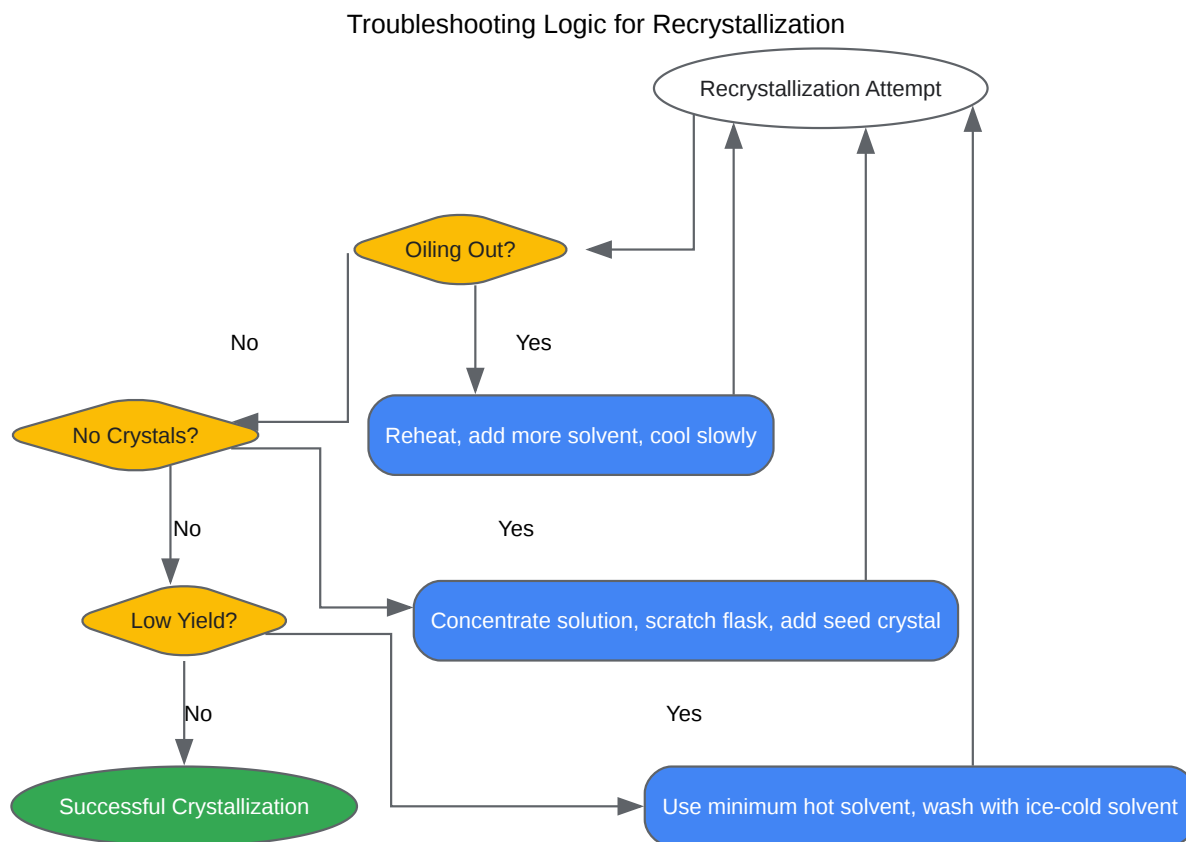 Troubleshooting Logic for Recrystallization
Recrystallization Attempt
Oiling Out?
No
Yes
No Crystals?
Reheat, add more solvent, cool slowly
No
Yes
Low Yield?
Concentrate solution, scratch flask, add seed crystal
No
Yes
Successful Crystallization
Use minimum hot solvent, wash with ice-cold solvent